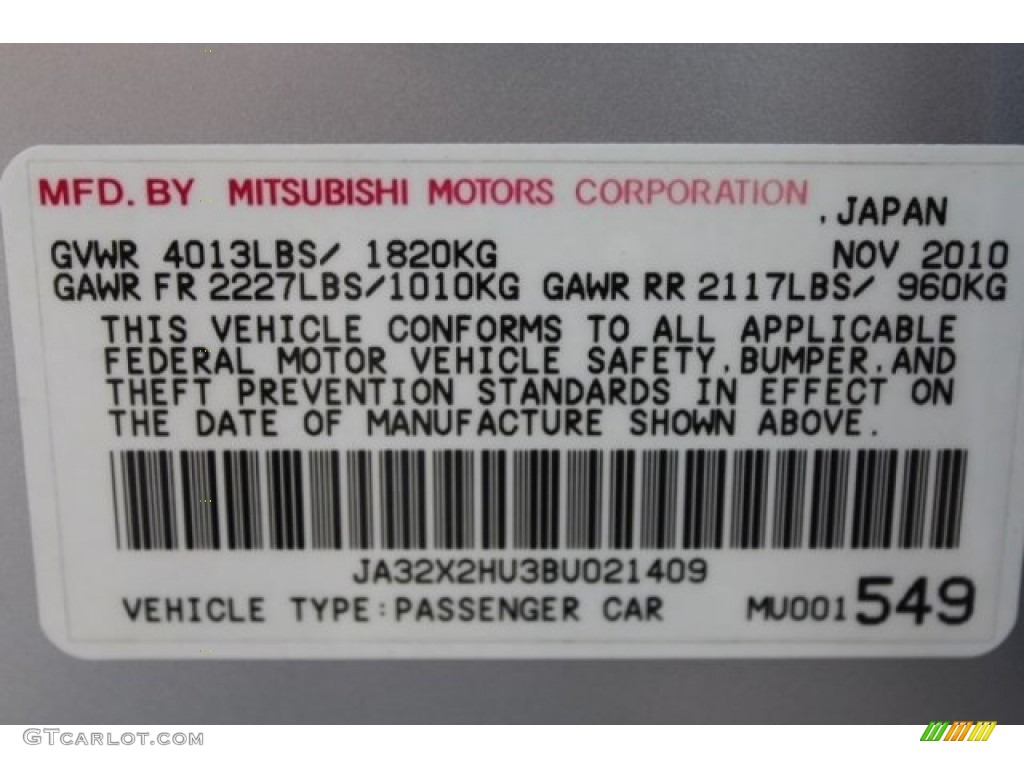 MFD. BY MITSUBISHI MOTORS CORPORATION , JAPAN
GVWR 4013LBS/ 1820KG NOV 2010
GAWR FR 2227LBS/1010KG GAWR RR 2117LBS/ 960KG
THIS VEHICLE CONFORMS TO ALL APPLICABLE
FEDERAL MOTOR VEHICLE SAFETY,BUMPER,AND
THEFT PREVENTION STANDARDS IN EFFECT ON
THE DATE OF MANUFACTURE SHOWN ABOVE.
JA32X2HU3BU021409
VEHICLE TYPE:PASSENGER CAR MU001549
GTCARLOT.COM